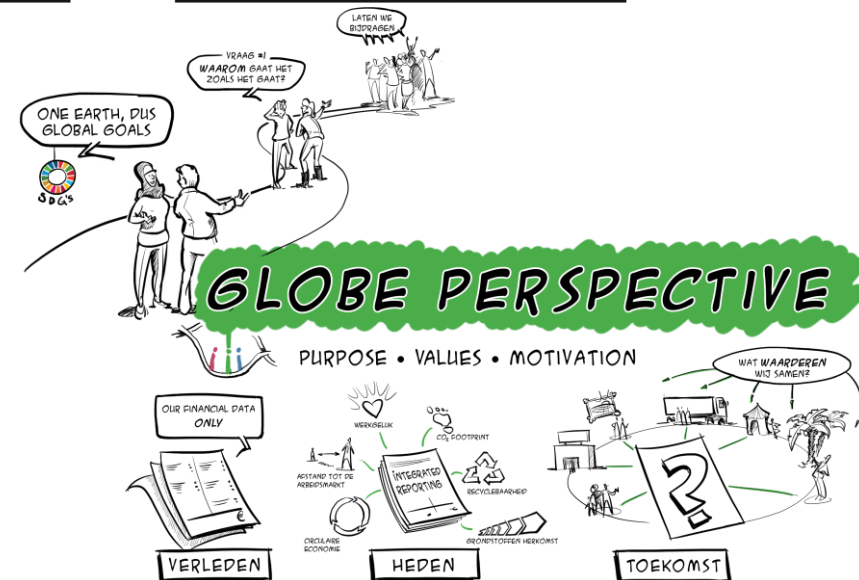 LATEN WE
BIJDRAGEN
VRAAG #1
WAAROM GAAT HET
ZOALS HET GAAT?
ONE EARTH, DUS
GLOBAL GOALS
SDG's
GLOBE PERSPECTIVE
PURPOSE • VALUES • MOTIVATION
WAT WAARDEREN
WIJ SAMEN?
OUR FINANCIAL DATA
ONLY
€
VERLEDEN
WERKGELUK
CO₂ FOOTPRINT
AFSTAND TOT DE
ARBEIDSMARKT
INTEGRATED
REPORTING
RECYCLEBAARHEID
CIRCULAIRE
ECONOMIE
GRONDSTOFFEN HERKOMST
HEDEN
?
TOEKOMST